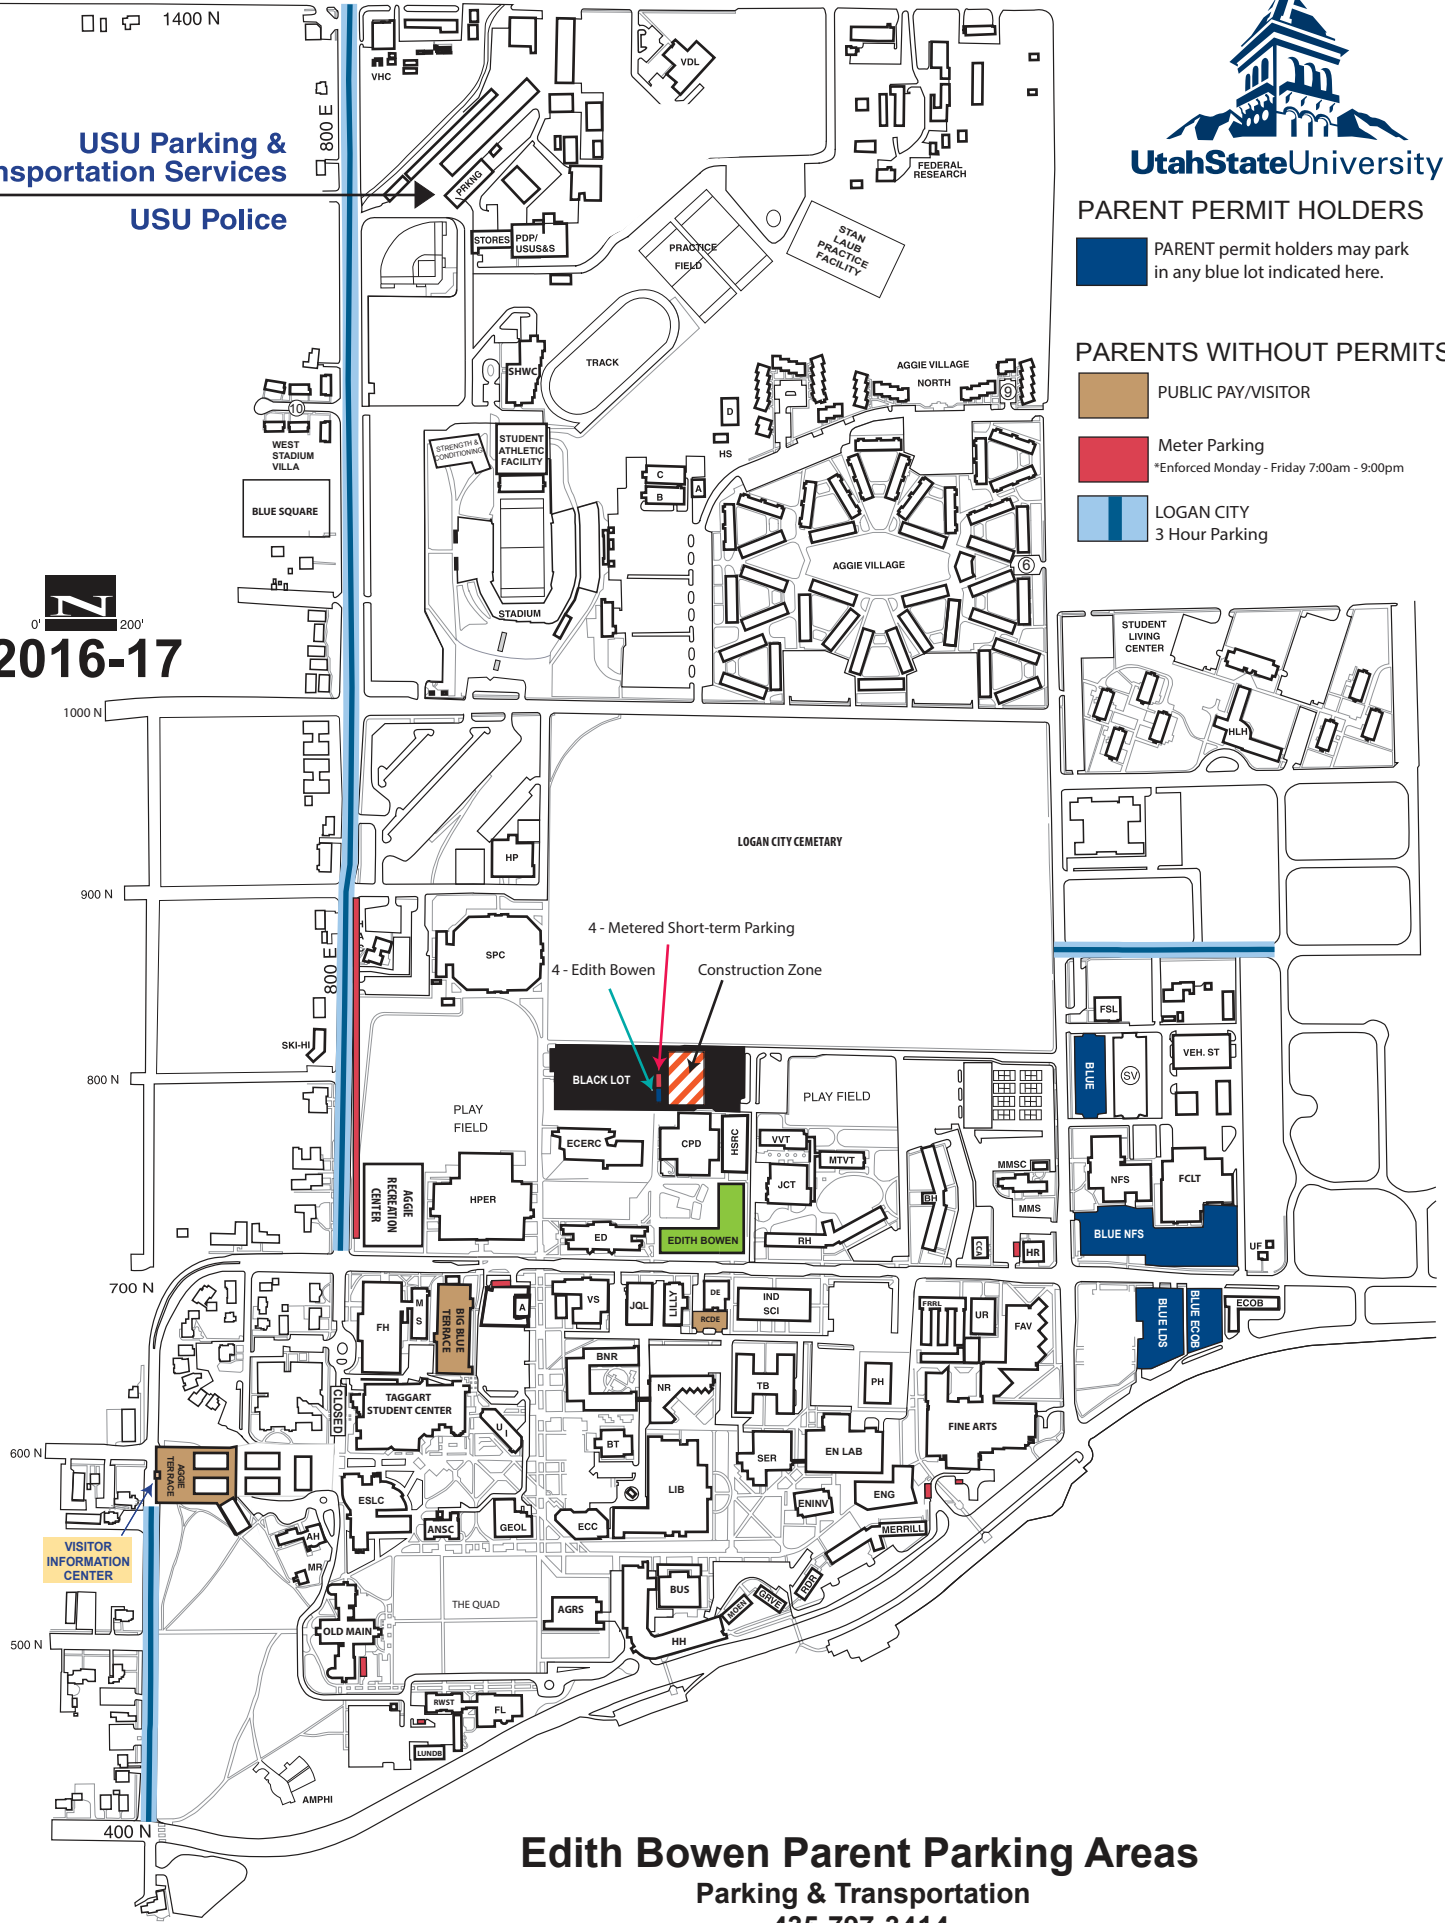 1400 N
800 E
VHC
VDL
USU Parking &
nsportation Services
USU Police
PRKNG
STORES
PDP/
USUS&S
FEDERAL
RESEARCH
PRACTICE
FIELD
STAN
LAUB
PRACTICE
FACILITY
UtahStateUniversity
PARENT PERMIT HOLDERS
PARENT permit holders may park
in any blue lot indicated here.
PARENTS WITHOUT PERMITS
PUBLIC PAY/VISITOR
Meter Parking
*Enforced Monday - Friday 7:00am - 9:00pm
LOGAN CITY
3 Hour Parking
SHWC
TRACK
AGGIE VILLAGE
NORTH
9
10
WEST
STADIUM
VILLA
STRENGTH &
CONDITIONING
STUDENT
ATHLETIC
FACILITY
D
HS
C
B
A
BLUE SQUARE
AGGIE VILLAGE
6
STADIUM
N
0' 200'
2016-17
STUDENT
LIVING
CENTER
HLH
1000 N
HP
LOGAN CITY CEMETARY
900 N
800 E
SPC
4 - Metered Short-term Parking
4 - Edith Bowen
Construction Zone
FSL
SKI-HI
800 N
BLACK LOT
PLAY FIELD
BLUE
SV
VEH. ST
PLAY
FIELD
ECERC
CPD
HSRC
VVT
MTVT
JCT
BH
MMSC
MMS
NFS
FCLT
AGGIE
RECREATION
CENTER
HPER
ED
EDITH BOWEN
RH
CCA
HR
BLUE NFS
UF
700 N
FH
M
S
BIG BLUE
TERRACE
A
VS
JQL
LILLY
DE
RCDE
IND
SCI
FRRL
UR
FAV
BLUE LDS
BLUE ECOB
ECOB
BNR
NR
TB
PH
CLOSED
TAGGART
STUDENT CENTER
U I
BT
SER
EN LAB
FINE ARTS
600 N
AGGIE
TERRACE
ESLC
LIB
ENG
ENINV
ANSC
GEOL
ECC
MERRILL
VISITOR
INFORMATION
CENTER
AH
MR
BUS
RDR
GRVE
MOEN
THE QUAD
AGRS
OLD MAIN
HH
500 N
RWST
FL
LUNDB
AMPHI
400 N
Edith Bowen Parent Parking Areas
Parking & Transportation
435-797-3414